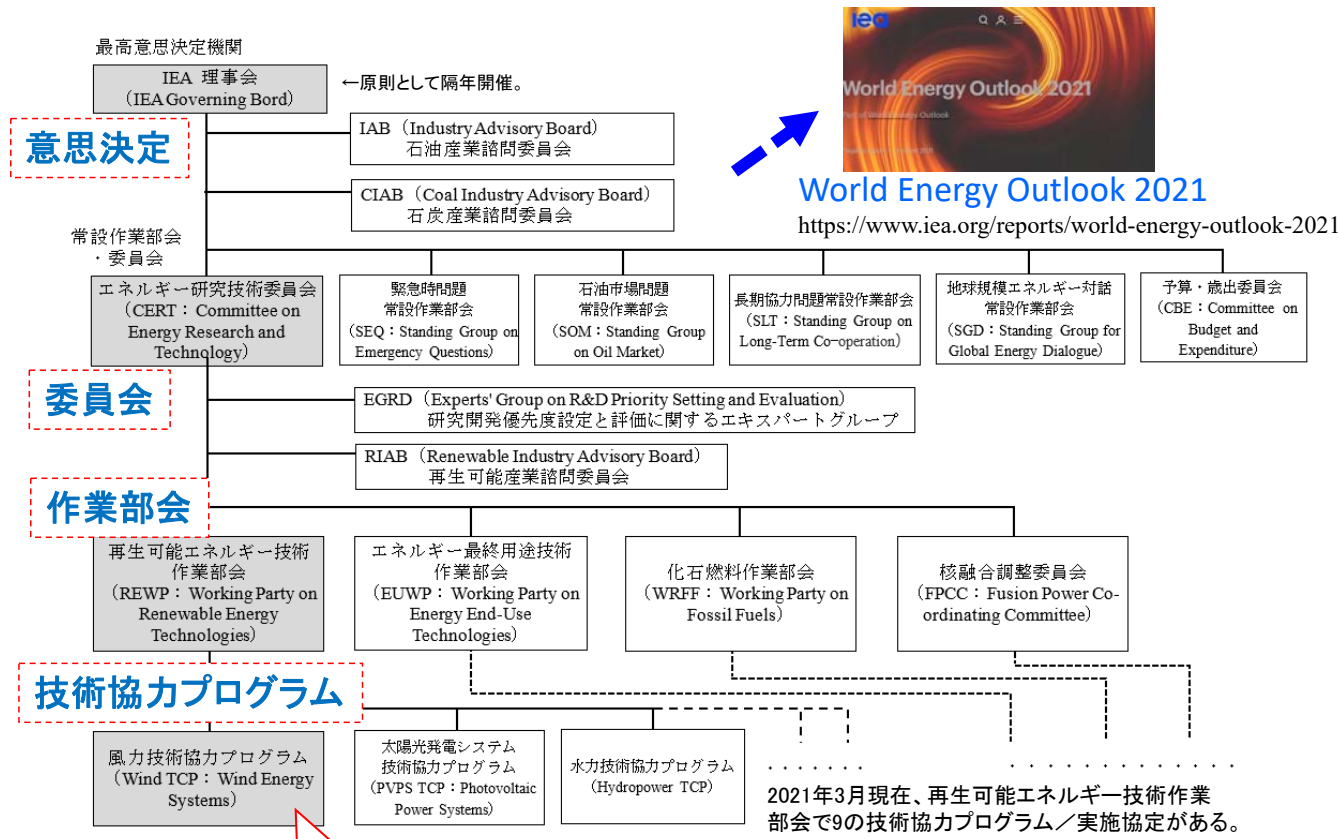 最高意思決定機関
IEA 理事会
（IEA Governing Bord）
←原則として隔年開催。
意思決定
IAB（Industry Advisory Board）
石油産業諮問委員会
CIAB（Coal Industry Advisory Board）
石炭産業諮問委員会
iea
World Energy Outlook 2021
World Energy Outlook 2021
https://www.iea.org/reports/world-energy-outlook-2021
常設作業部会
・委員会
エネルギー研究技術委員会
（CERT：Committee on
Energy Research and
Technology）
緊急時問題
常設作業部会
（SEQ：Standing Group on
Emergency Questions）
石油市場問題
常設作業部会
（SOM：Standing Group
on Oil Market）
長期協力問題常設作業部会
（SLT：Standing Group on
Long-Term Co-operation）
地球規模エネルギー対話
常設作業部会
（SGD：Standing Group for
Global Energy Dialogue）
予算・歳出委員会
（CBE：Committee on
Budget and
Expenditure）
委員会
EGRD（Experts' Group on R&D Priority Setting and Evaluation）
研究開発優先度設定と評価に関するエキスパートグループ
RIAB（Renewable Industry Advisory Board）
再生可能産業諮問委員会
作業部会
再生可能エネルギー技術
作業部会
（REWP：Working Party on
Renewable Energy
Technologies）
エネルギー最終用途技術
作業部会
（EUWP：Working Party on
Energy End-Use
Technologies）
化石燃料作業部会
（WRFF：Working Party on
Fossil Fuels）
核融合調整委員会
（FPCC：Fusion Power Co-
ordinating Committee）
技術協力プログラム
風力技術協力プログラム
（Wind TCP：Wind Energy
Systems）
太陽光発電システム
技術協力プログラム
（PVPS TCP：Photovoltaic
Power Systems）
水力技術協力プログラム
（Hydropower TCP）
2021年3月現在、再生可能エネルギー技術作業
部会で9の技術協力プログラム／実施協定がある。